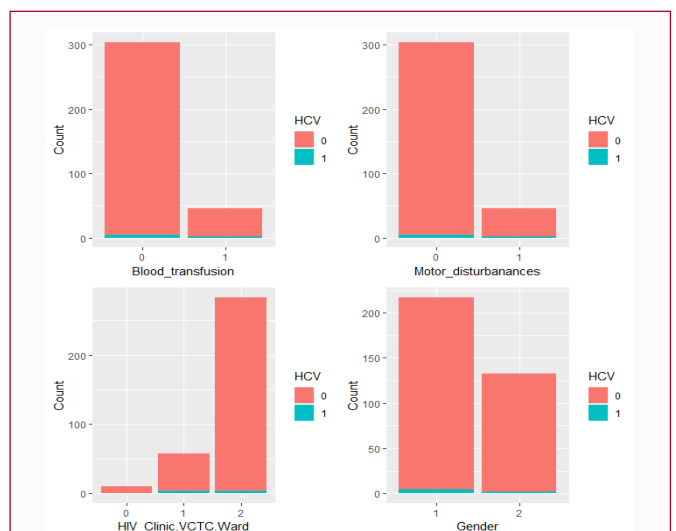 300
200
100
0
Count
0 1
Blood_transfusion
HCV
0
1
300
200
100
0
Count
0 1
Motor_disturbanances
HCV
0
1
200
100
0
Count
0 1 2
HIV_Clinic.VCTC.Ward
HCV
0
1
200
150
100
50
0
Count
1 2
Gender
HCV
0
1